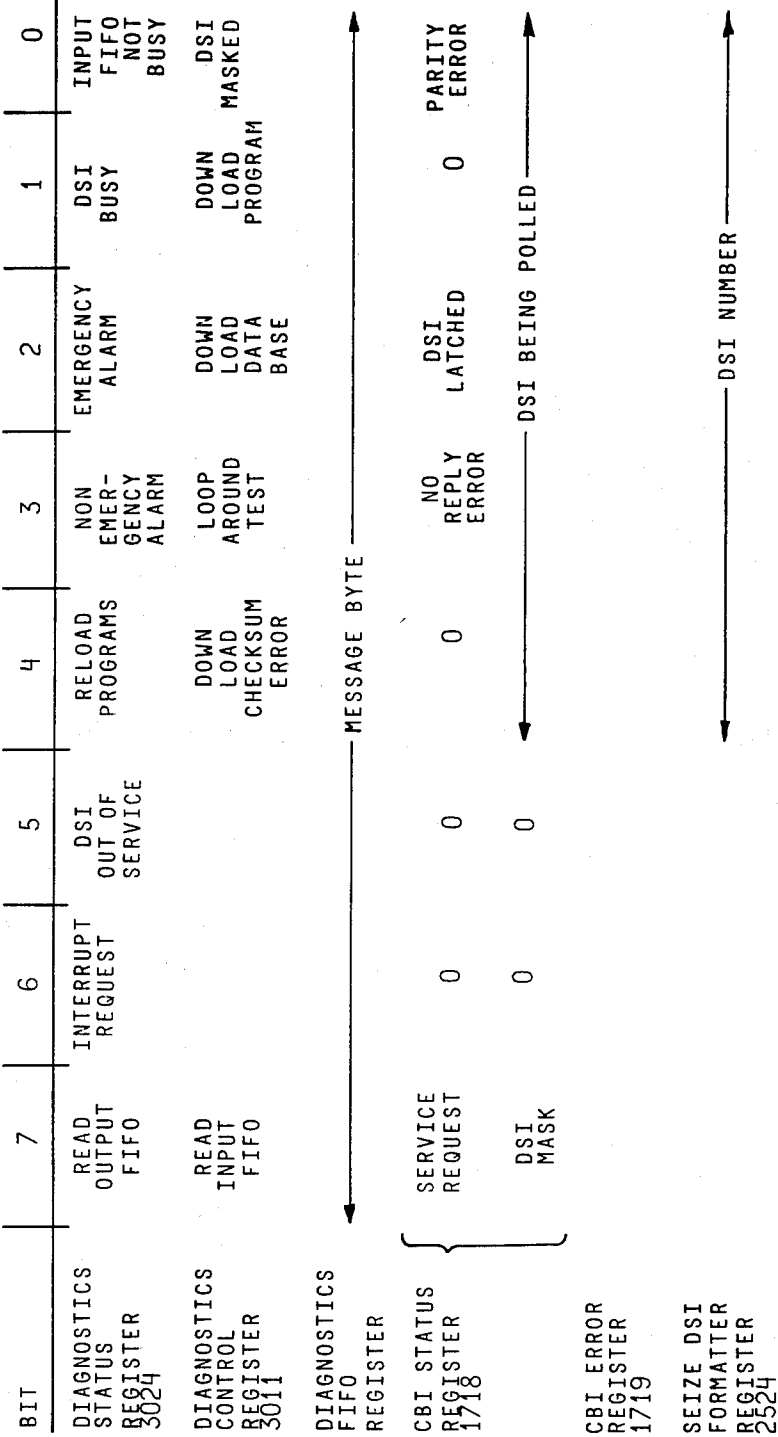 BIT
7
6
5
4
3
2
1
0
DIAGNOSTICS
STATUS
REGISTER
3024
READ
OUTPUT
FIFO
INTERRUPT
REQUEST
DSI
OUT OF
SERVICE
RELOAD
PROGRAMS
NON
EMER-
GENCY
ALARM
EMERGENCY
ALARM
DSI
BUSY
INPUT
FIFO
NOT
BUSY
DIAGNOSTICS
CONTROL
REGISTER
3011
READ
INPUT
FIFO
DOWN
LOAD
CHECKSUM
ERROR
LOOP
AROUND
TEST
DOWN
LOAD
DATA
BASE
DOWN
LOAD
PROGRAM
DSI
MASKED
DIAGNOSTICS
FIFO
REGISTER
MESSAGE BYTE
CBI STATUS
REGISTER
1718
SERVICE
REQUEST
0
0
0
NO
REPLY
ERROR
DSI
LATCHED
0
PARITY
ERROR
DSI
MASK
0
0
DSI BEING POLLED
CBI ERROR
REGISTER
1719
SEIZE DSI
FORMATTER
REGISTER
2524
DSI NUMBER